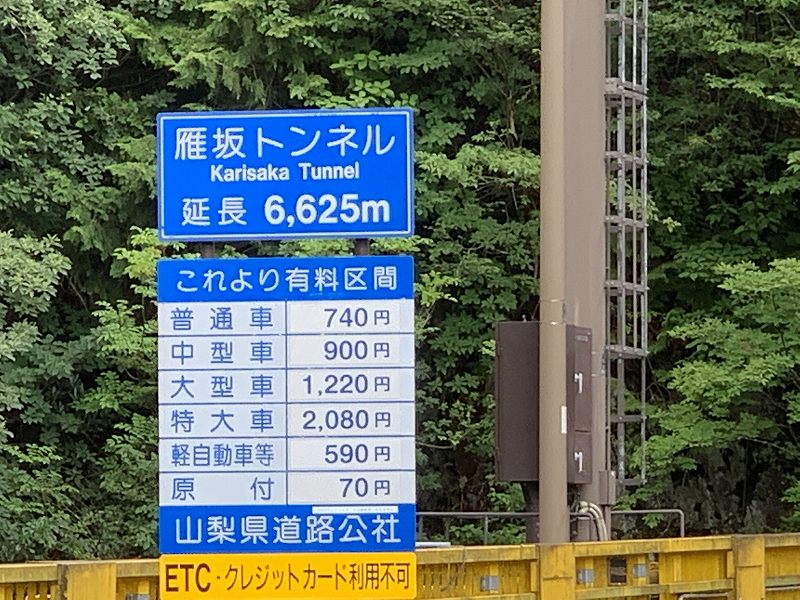 雁坂トンネル
Karisaka Tunnel
延長 6,625m
これより有料区間
普通車 740円
中型車 900円
大型車 1,220円
特大車 2,080円
軽自動車等 590円
原付 70円
山梨県道路公社
ETC・クレジットカード利用不可